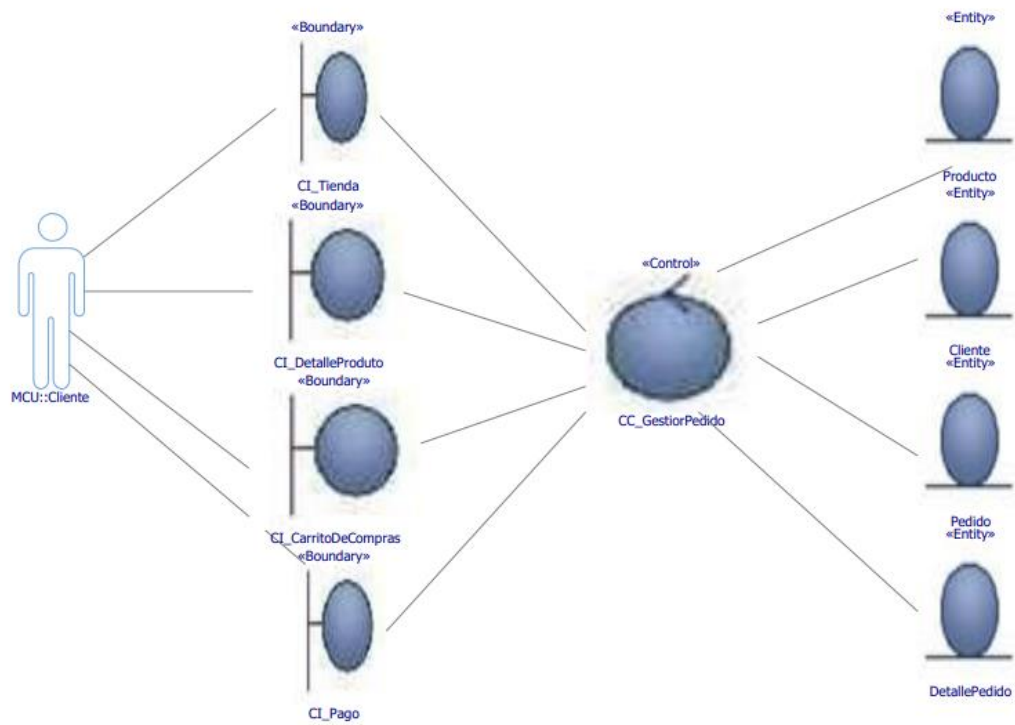 «Boundary»
CI_Tienda
«Boundary»
CI_DetalleProduto
«Boundary»
CI_CarritoDeCompras
«Boundary»
CI_Pago
MCU::Cliente
«Control»
CC_GestiorPedido
«Entity»
Producto
«Entity»
Cliente
«Entity»
Pedido
«Entity»
DetallePedido